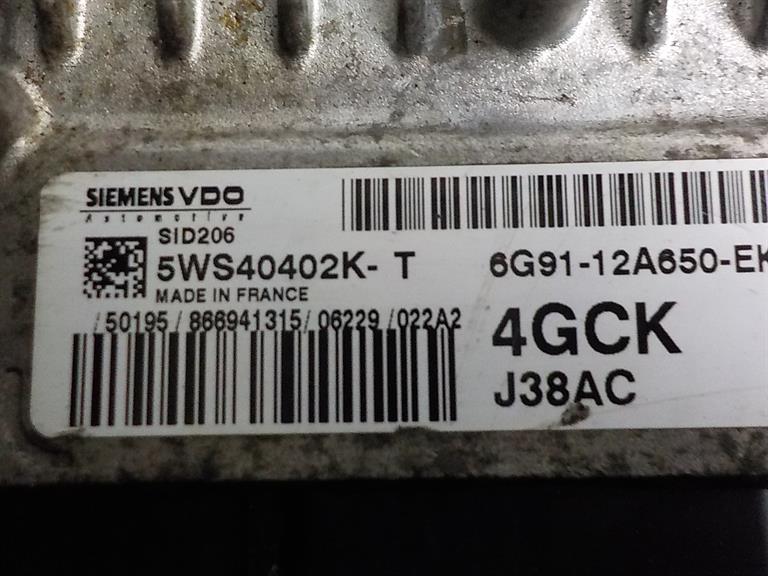 SIEMENS VDO
Automotive
SID206
5WS40402K- T
MADE IN FRANCE
/50195/866941315/06229/022A2
6G91-12A650-EK
4GCK
J38AC